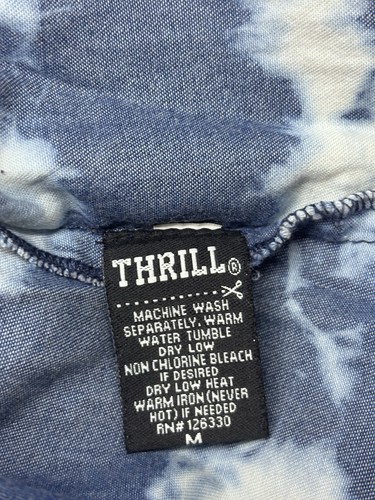 THRILL®
MACHINE WASH
SEPARATELY, WARM
WATER TUMBLE
DRY LOW
NON CHLORINE BLEACH
IF DESIRED
DRY LOW HEAT
WARM IRON (NEVER
HOT) IF NEEDED
RN# 126330
M